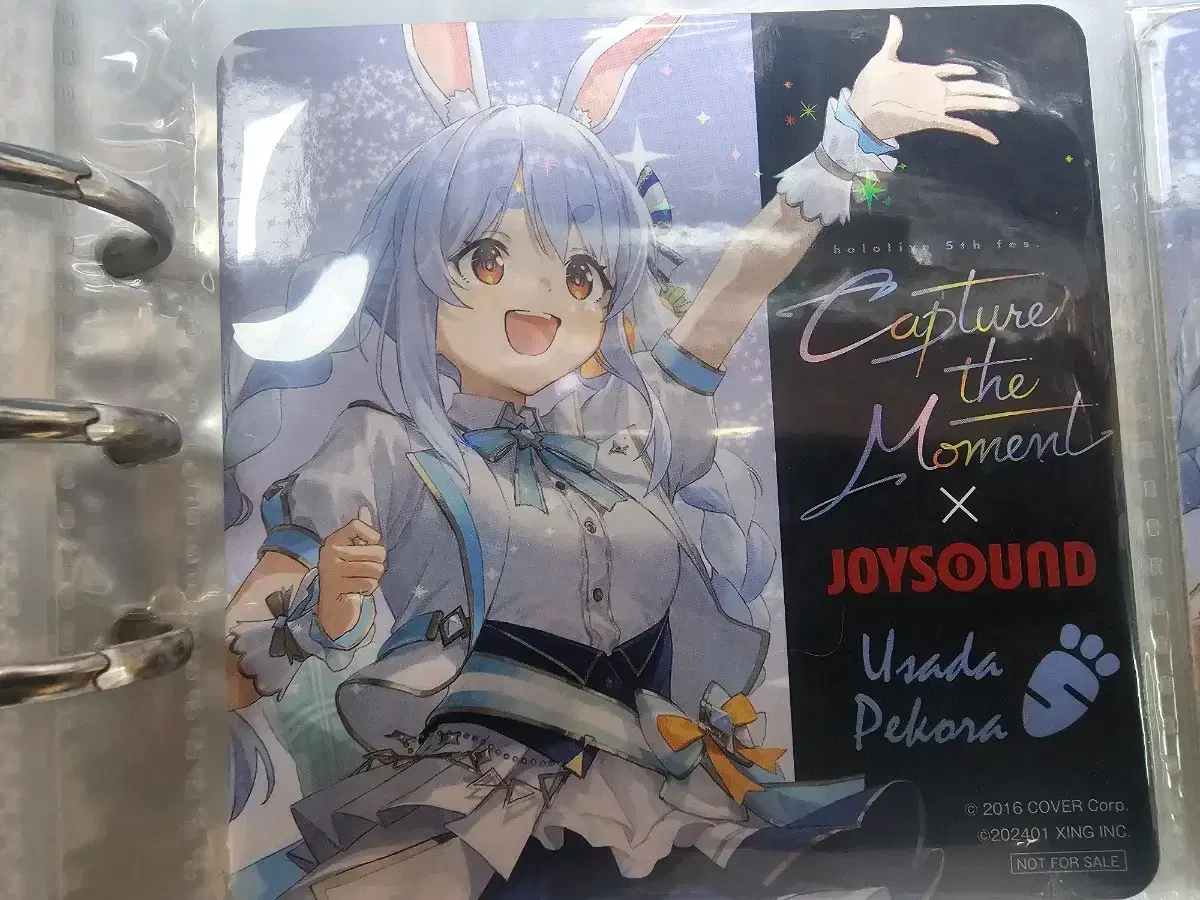 hololive 5th fes.
Capture
the
Moment
×
JOYSOUND
Usada
Pekora
© 2016 COVER Corp.
©202401 XING INC.
NOT FOR SALE